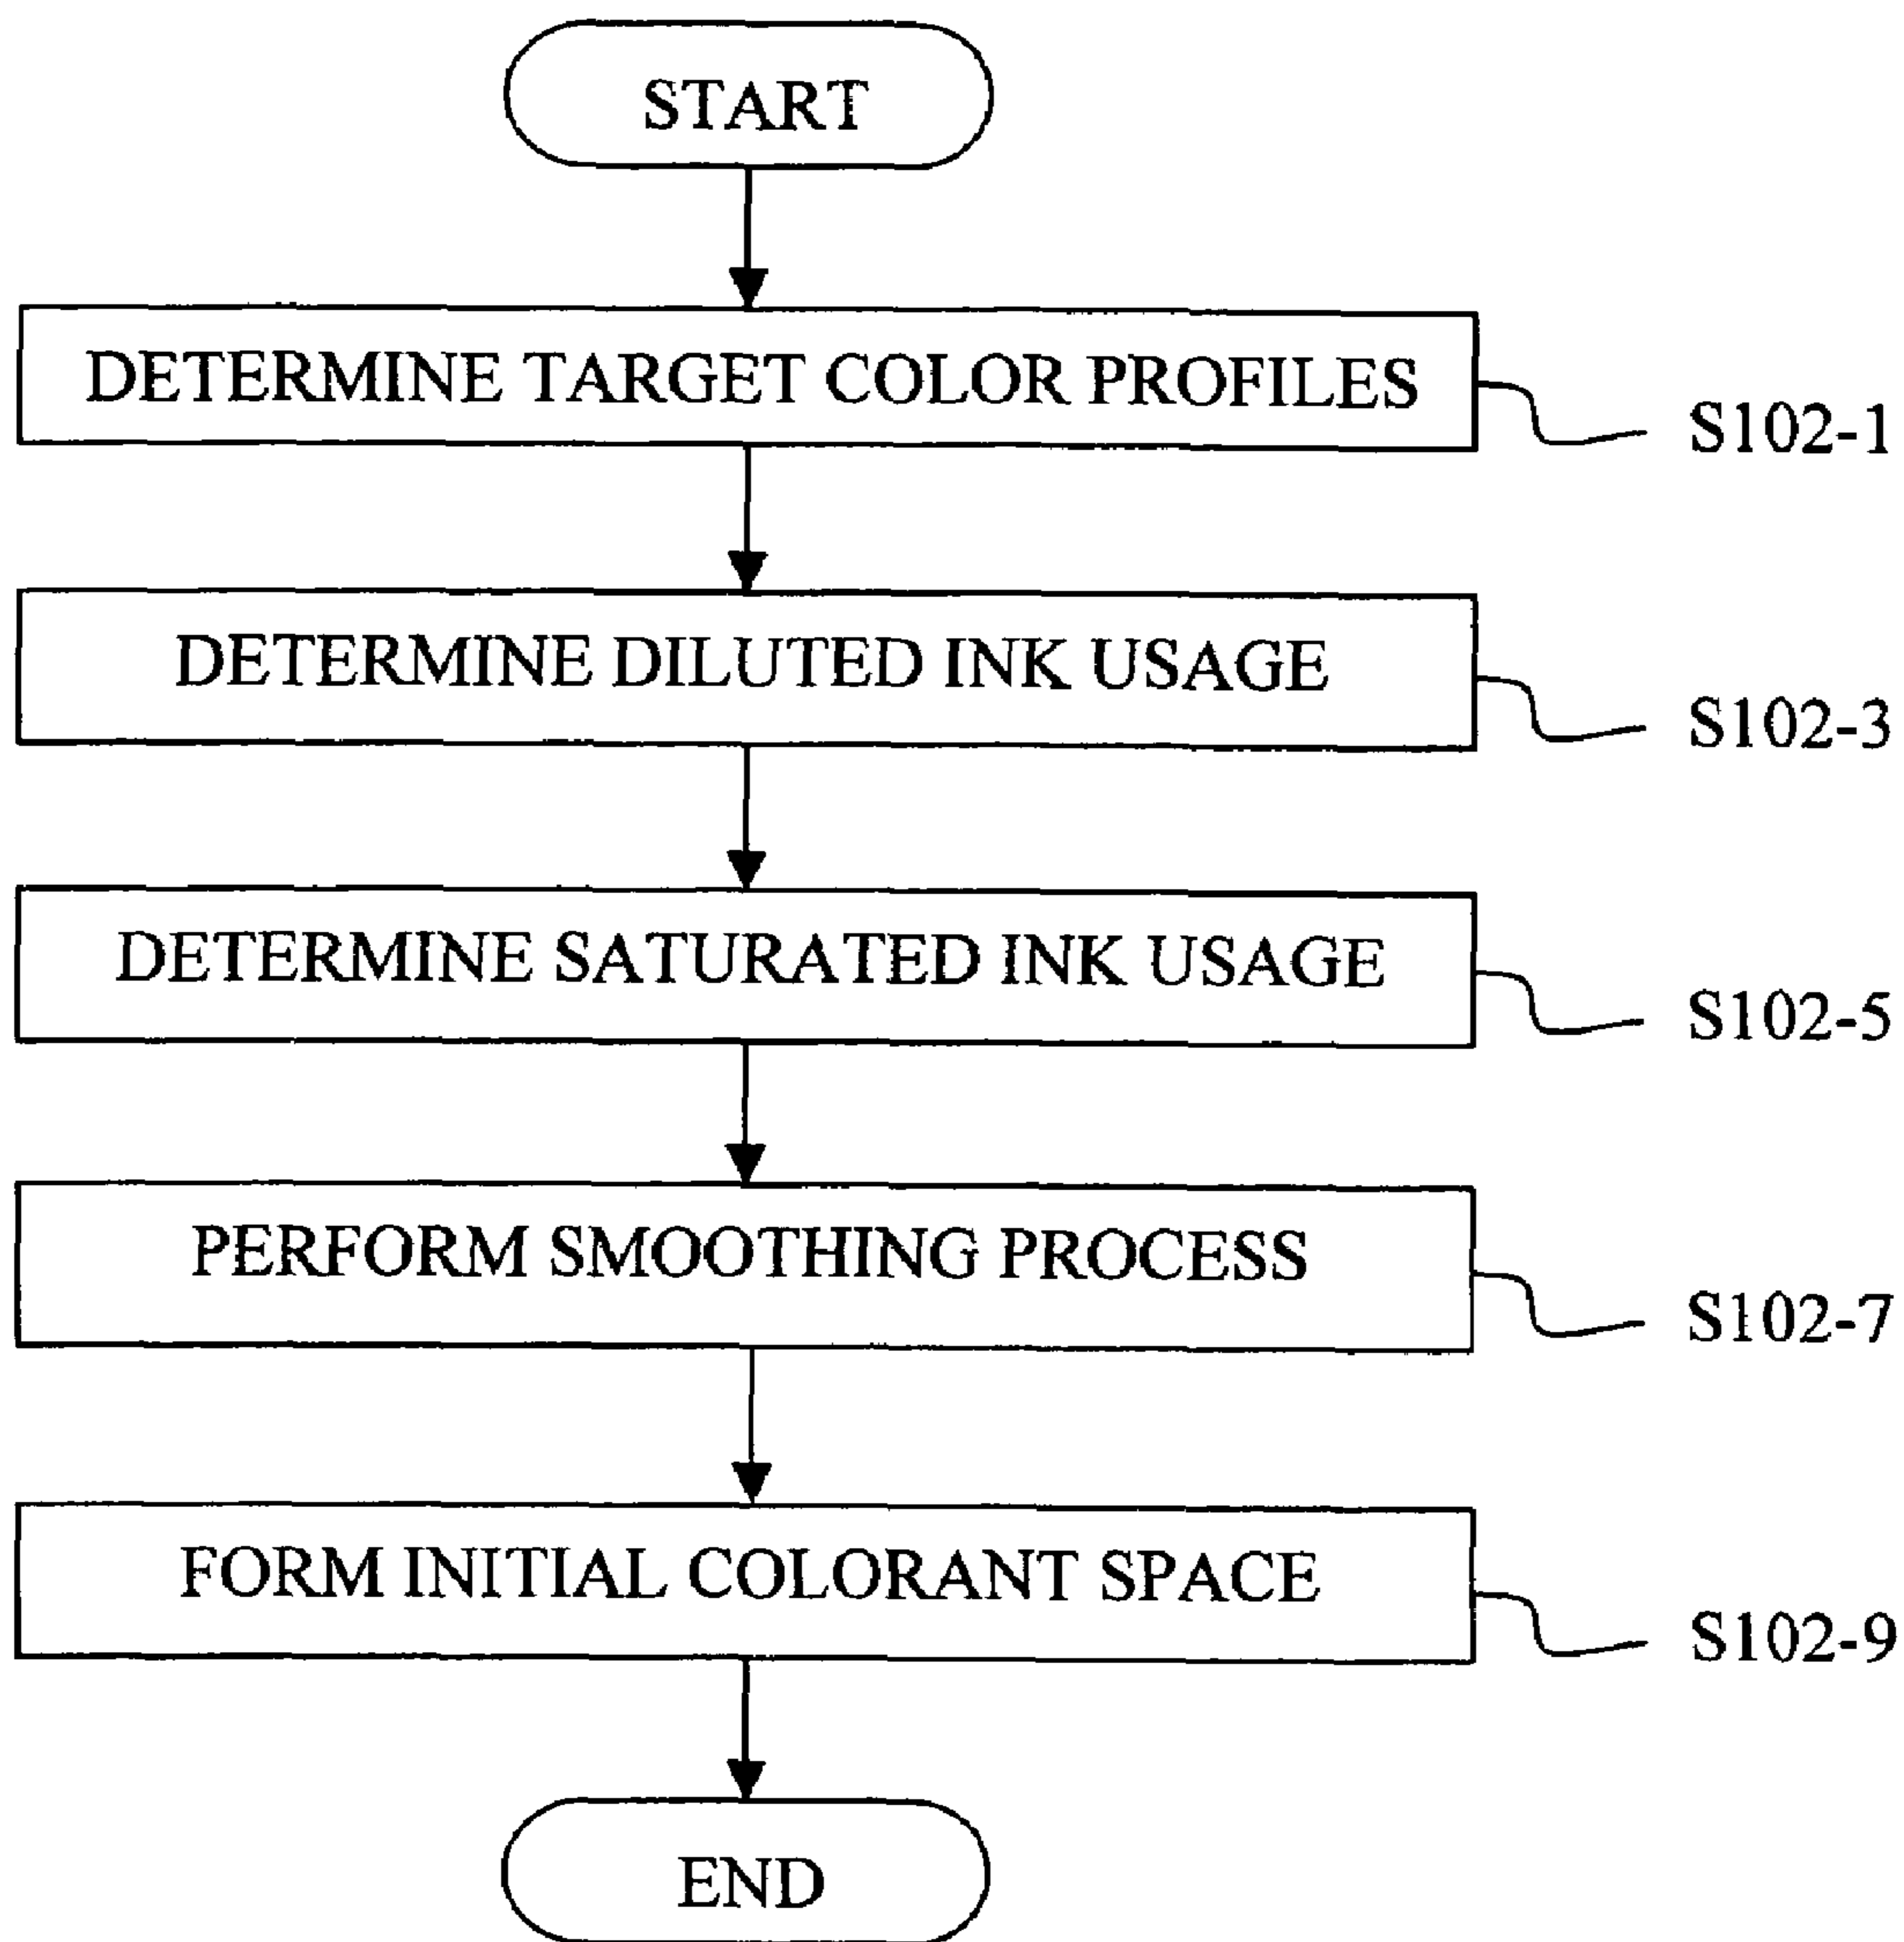 START
DETERMINE TARGET COLOR PROFILES
S102-1
DETERMINE DILUTED INK USAGE
S102-3
DETERMINE SATURATED INK USAGE
S102-5
PERFORM SMOOTHING PROCESS
S102-7
FORM INITIAL COLORANT SPACE
S102-9
END